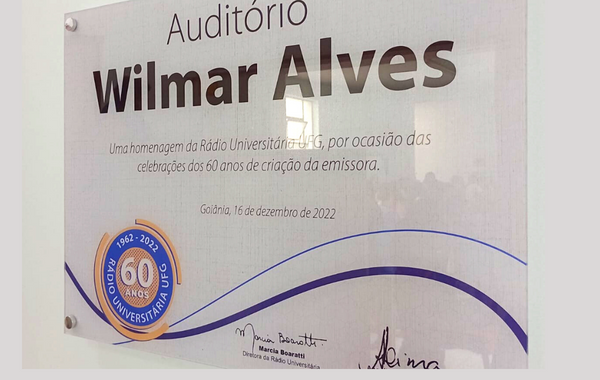 Auditório
Wilmar Alves
Uma homenagem da Rádio Universitária UFG, por ocasião das
celebrações dos 60 anos de criação da emissora.
Goiânia, 16 de dezembro de 2022
1962 - 2022
60
ANOS
RÁDIO UNIVERSITÁRIA UFG
Marcia Boaratti
Marcia Boaratti
Diretora da Rádio Universitária